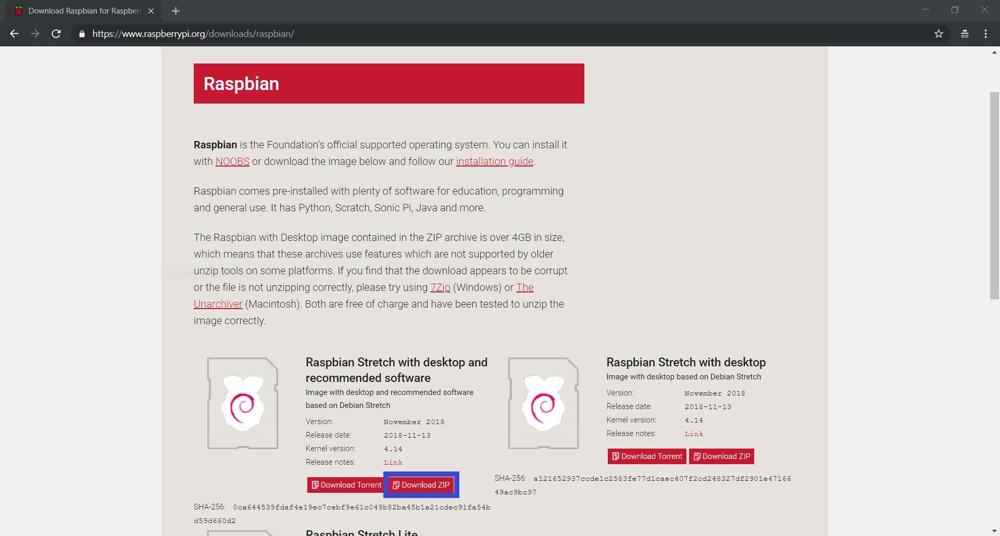 Download Raspbian for Raspberr
https://www.raspberrypi.org/downloads/raspbian/
Raspbian
Raspbian is the Foundation's official supported operating system. You can install it
with NOOBS or download the image below and follow our installation guide.
Raspbian comes pre-installed with plenty of software for education, programming
and general use. It has Python, Scratch, Sonic Pi, Java and more.
The Raspbian with Desktop image contained in the ZIP archive is over 4GB in size,
which means that these archives use features which are not supported by older
unzip tools on some platforms. If you find that the download appears to be corrupt
or the file is not unzipping correctly, please try using 7Zip (Windows) or The
Unarchiver (Macintosh). Both are free of charge and have been tested to unzip the
image correctly.
Raspbian Stretch with desktop and
recommended software
Image with desktop and recommended software
based on Debian Stretch
Version: November 2018
Release date: 2018-11-13
Kernel version: 4.14
Release notes: Link
Download Torrent Download ZIP
SHA-256: 0ca644539fdaf4e19ec7cebf9e61c049b82ba45b1a21cdec91fa54b
d59d660d2
Raspbian Stretch with desktop
Image with desktop based on Debian Stretch
Version: November 2018
Release date: 2018-11-13
Kernel version: 4.14
Release notes: Link
Download Torrent Download ZIP
SHA-256: a121652937ccde1c2583fe77d1caec407f2cd248327df2901e47166
49ac9bc97
Raspbian Stretch Lite